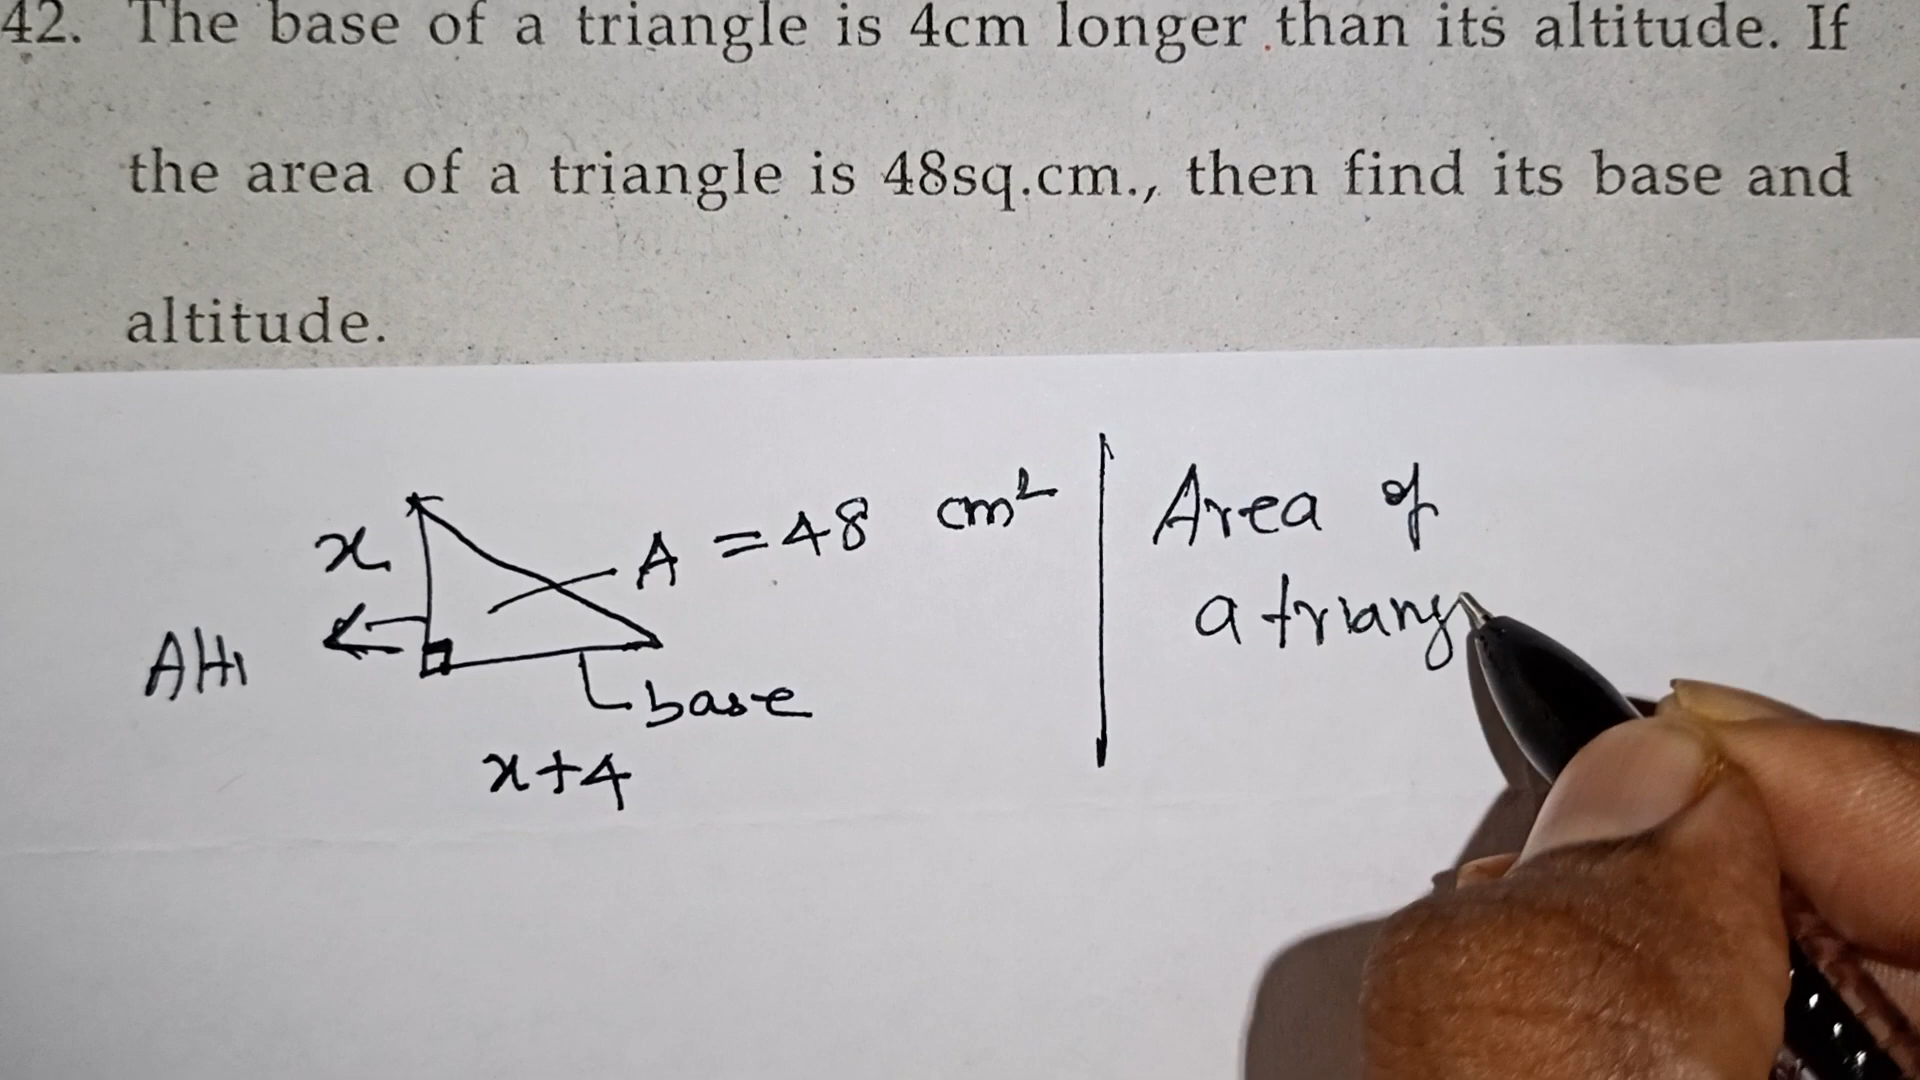 42. The base of a triangle is 4cm longer than its altitude. If
the area of a triangle is 48sq.cm., then find its base and
altitude.
x
A = 48 cm²
Alti
base
x+4
Area of
a triang